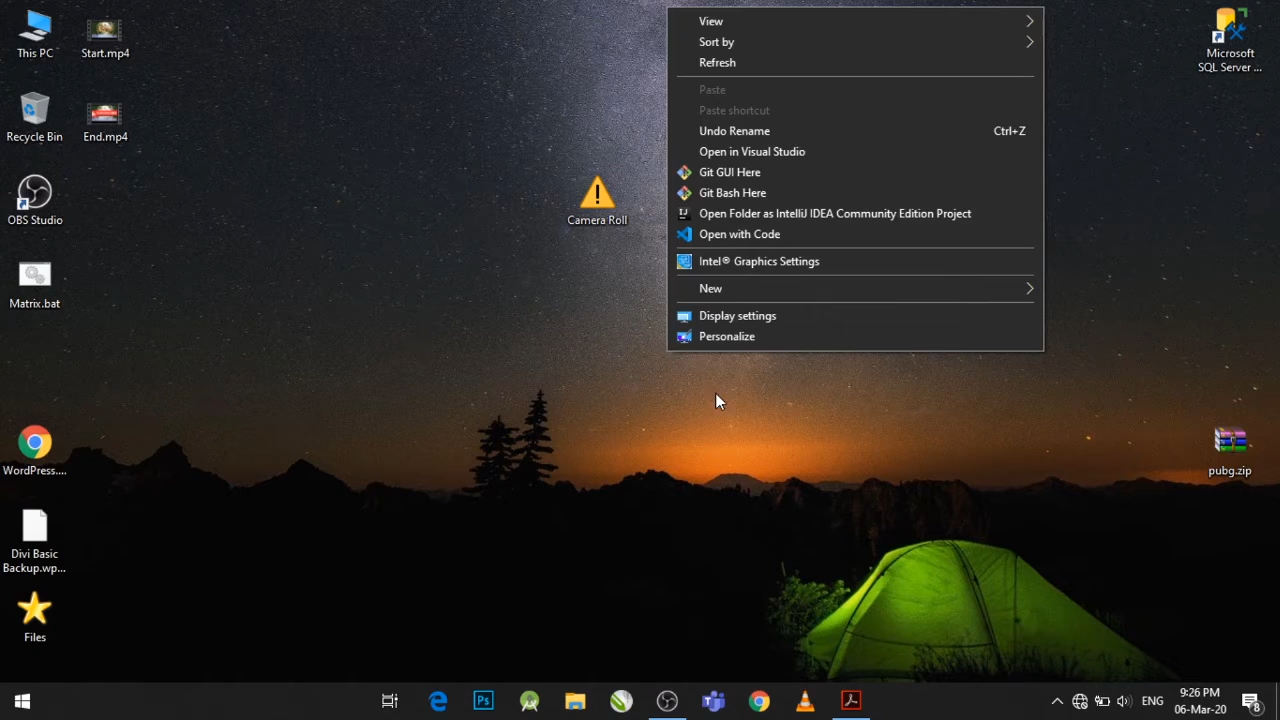 This PC
Start.mp4
Recycle Bin
End.mp4
OBS Studio
Matrix.bat
WordPress....
Divi Basic
Backup.wp...
Files
Camera Roll
View
Sort by
Refresh
Paste
Paste shortcut
Undo Rename Ctrl+Z
Open in Visual Studio
Git GUI Here
Git Bash Here
Open Folder as IntelliJ IDEA Community Edition Project
Open with Code
Intel® Graphics Settings
New
Display settings
Personalize
Microsoft
SQL Server ...
pubg.zip
Ps
ENG
9:26 PM
06-Mar-20
8